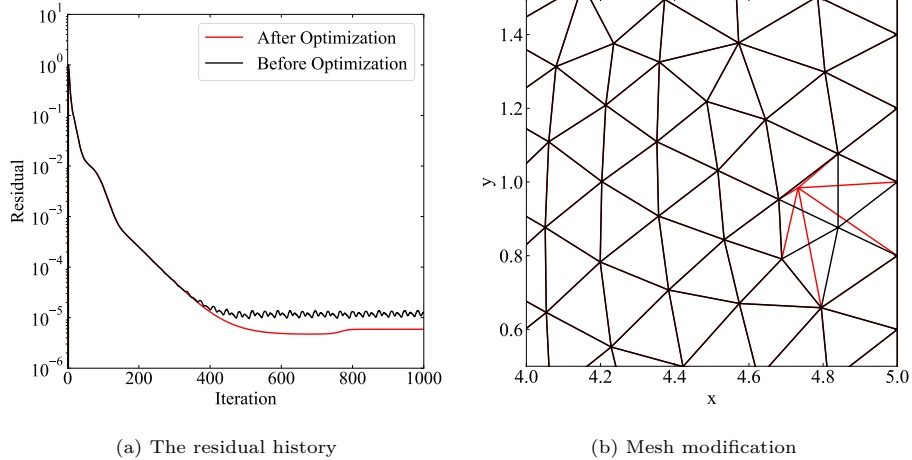 10^1
10^0
10^-1
10^-2
10^-3
10^-4
10^-5
10^-6
Residual
After Optimization
Before Optimization
0 200 400 600 800 1000
Iteration
(a) The residual history
1.4
1.2
1.0
0.8
0.6
y
4.0 4.2 4.4 4.6 4.8 5.0
x
(b) Mesh modification